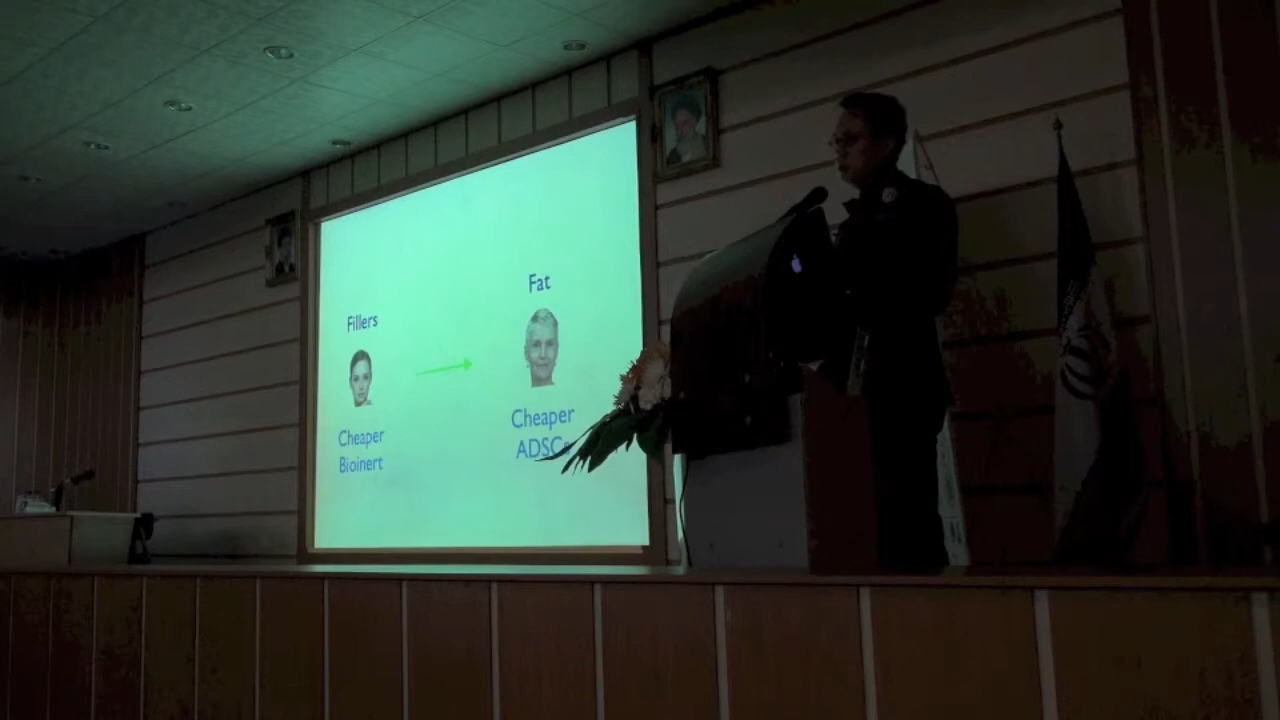 Fillers
Cheaper
Bioinert
Fat
Cheaper
ADSCs